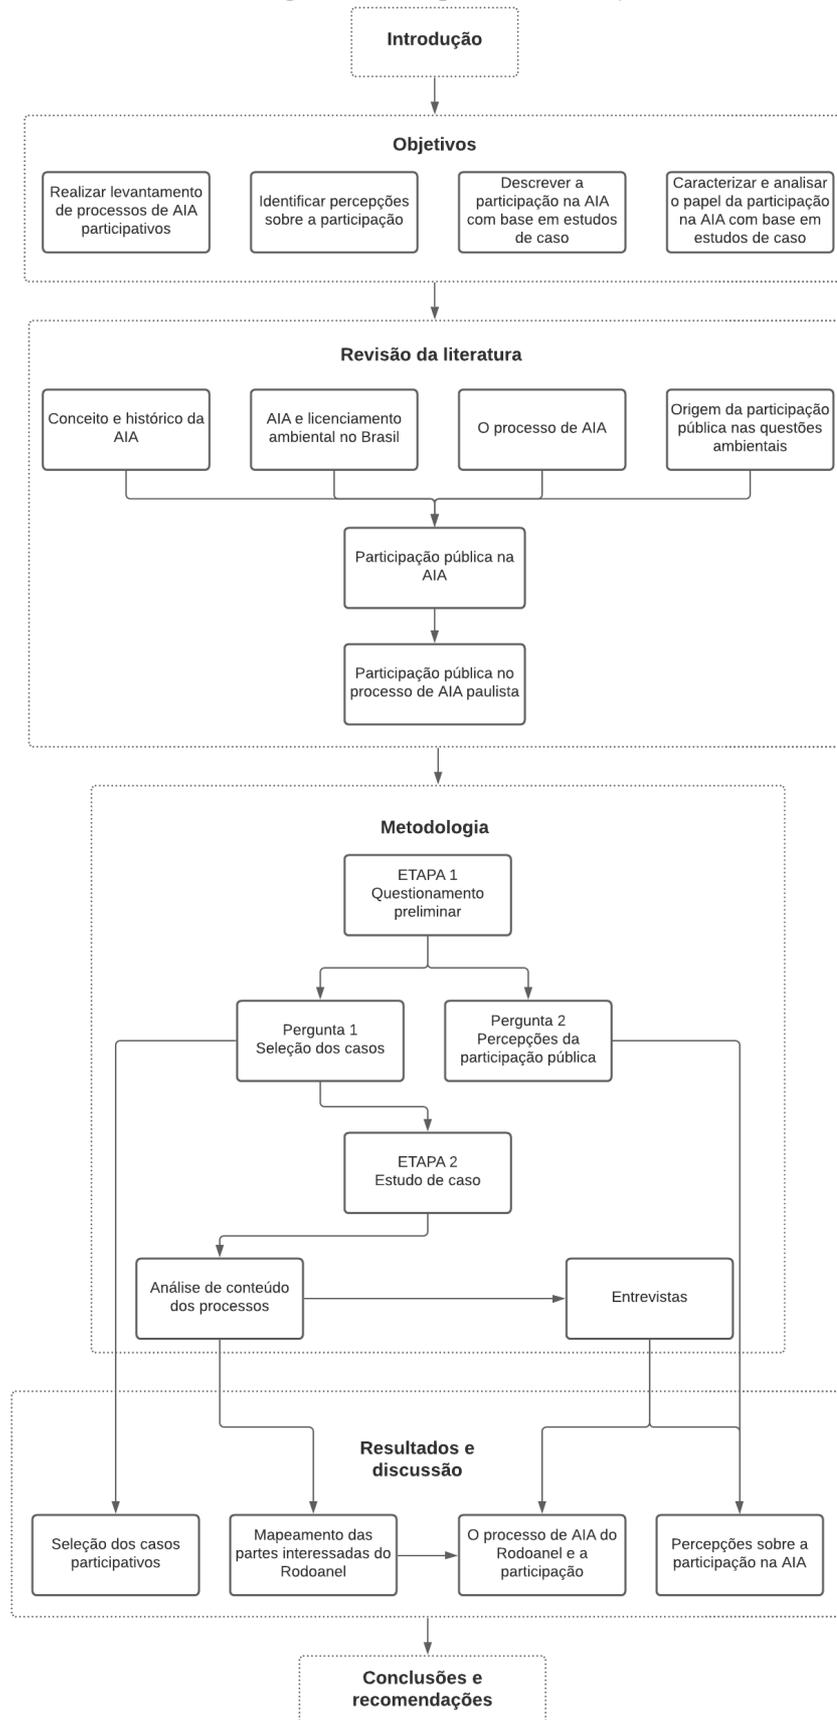 Introdução
Objetivos
Realizar levantamento
de processos de AIA
participativos
Identificar percepções
sobre a participação
Descrever a
participação na AIA
com base em estudos
de caso
Caracterizar e analisar
o papel da participação
na AIA com base em
estudos de caso
Revisão da literatura
Conceito e histórico da
AIA
AIA e licenciamento
ambiental no Brasil
O processo de AIA
Origem da participação
pública nas questões
ambientais
Participação pública na
AIA
Participação pública no
processo de AIA paulista
Metodologia
ETAPA 1
Questionamento
preliminar
Pergunta 1
Seleção dos casos
Pergunta 2
Percepções da
participação pública
ETAPA 2
Estudo de caso
Análise de conteúdo
dos processos
Entrevistas
Resultados e
discussão
Seleção dos casos
participativos
Mapeamento das
partes interessadas do
Rodoanel
O processo de AIA do
Rodoanel e a
participação
Percepções sobre a
participação na AIA
Conclusões e
recomendações